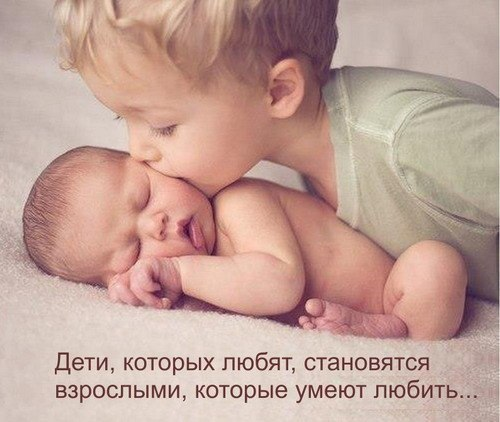 Дети, которых любят, становятся
взрослыми, которые умеют любить...